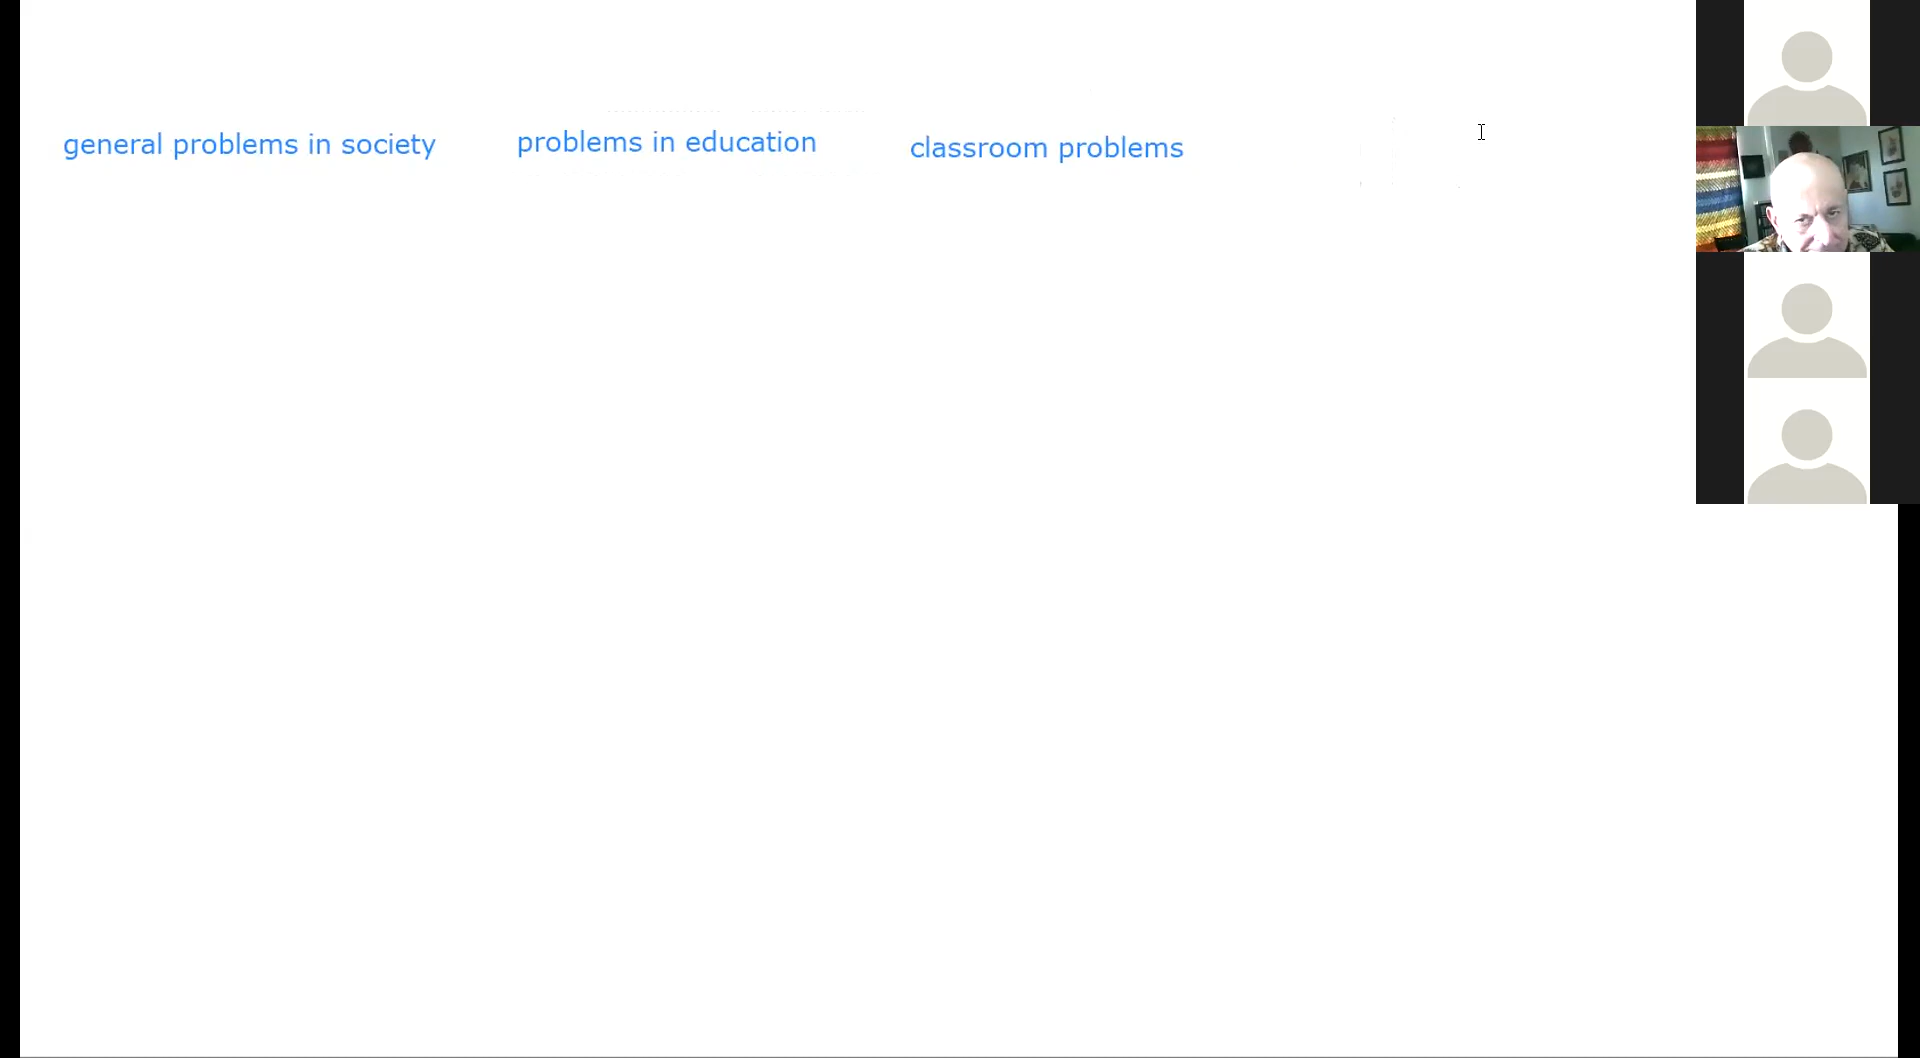 general problems in society
problems in education
classroom problems